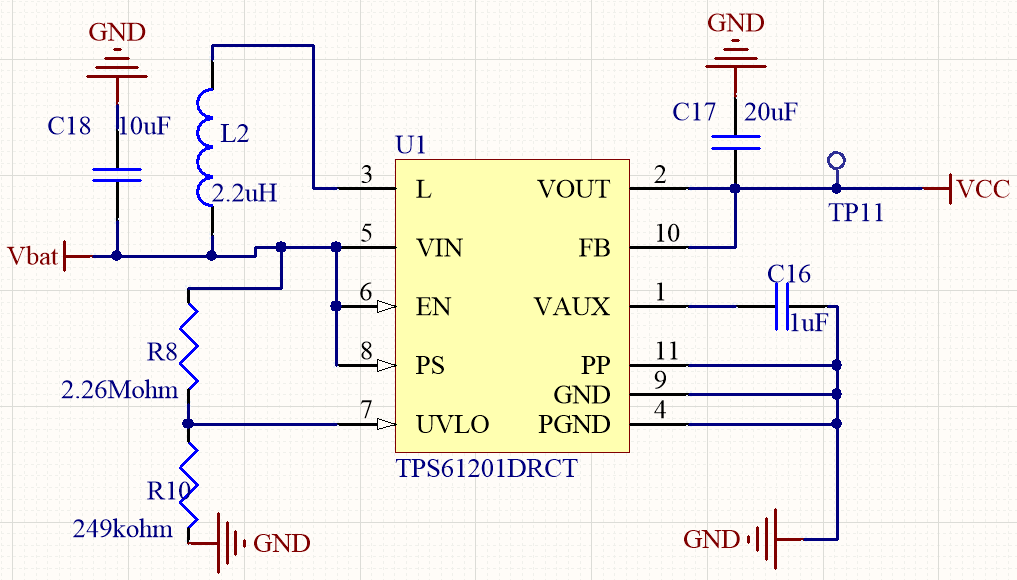 GND
GND
C18 10uF
C17 20uF
L2
U1
2.2uH
3 L VOUT 2
VCC
TP11
Vbat
5 VIN FB 10
C16
6 EN VAUX 1
1uF
R8
8 PS PP 11
2.26Mohm
GND 9
7 UVLO PGND 4
TPS61201DRCT
R10
249kohm
GND
GND